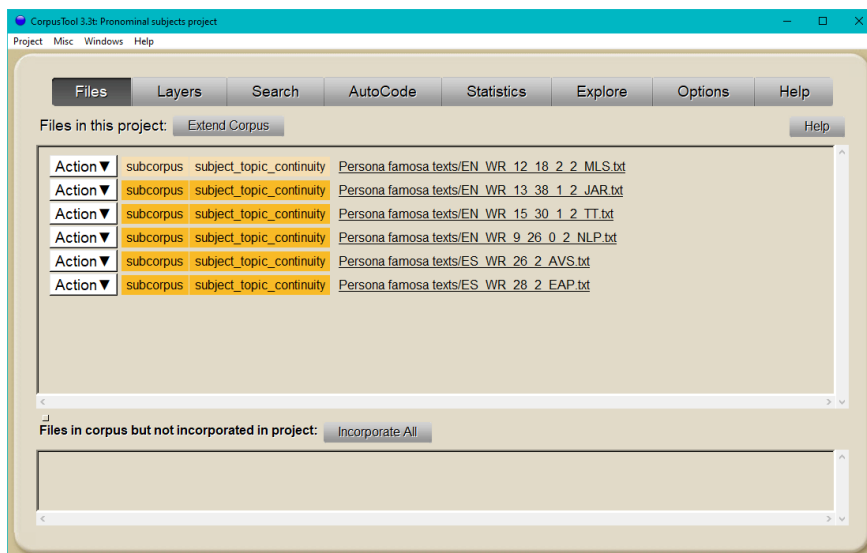 CorpusTool 3.3t: Pronominal subjects project
Project Misc Windows Help
Files Layers Search AutoCode Statistics Explore Options Help
Files in this project: Extend Corpus Help
Action▼ subcorpus subject_topic_continuity Persona famosa texts/EN_WR_12_18_2_2_MLS.txt
Action▼ subcorpus subject_topic_continuity Persona famosa texts/EN_WR_13_38_1_2_JAR.txt
Action▼ subcorpus subject_topic_continuity Persona famosa texts/EN_WR_15_30_1_2_TT.txt
Action▼ subcorpus subject_topic_continuity Persona famosa texts/EN_WR_9_26_0_2_NLP.txt
Action▼ subcorpus subject_topic_continuity Persona famosa texts/ES_WR_26_2_AVS.txt
Action▼ subcorpus subject_topic_continuity Persona famosa texts/ES_WR_28_2_EAP.txt
Files in corpus but not incorporated in project: Incorporate All